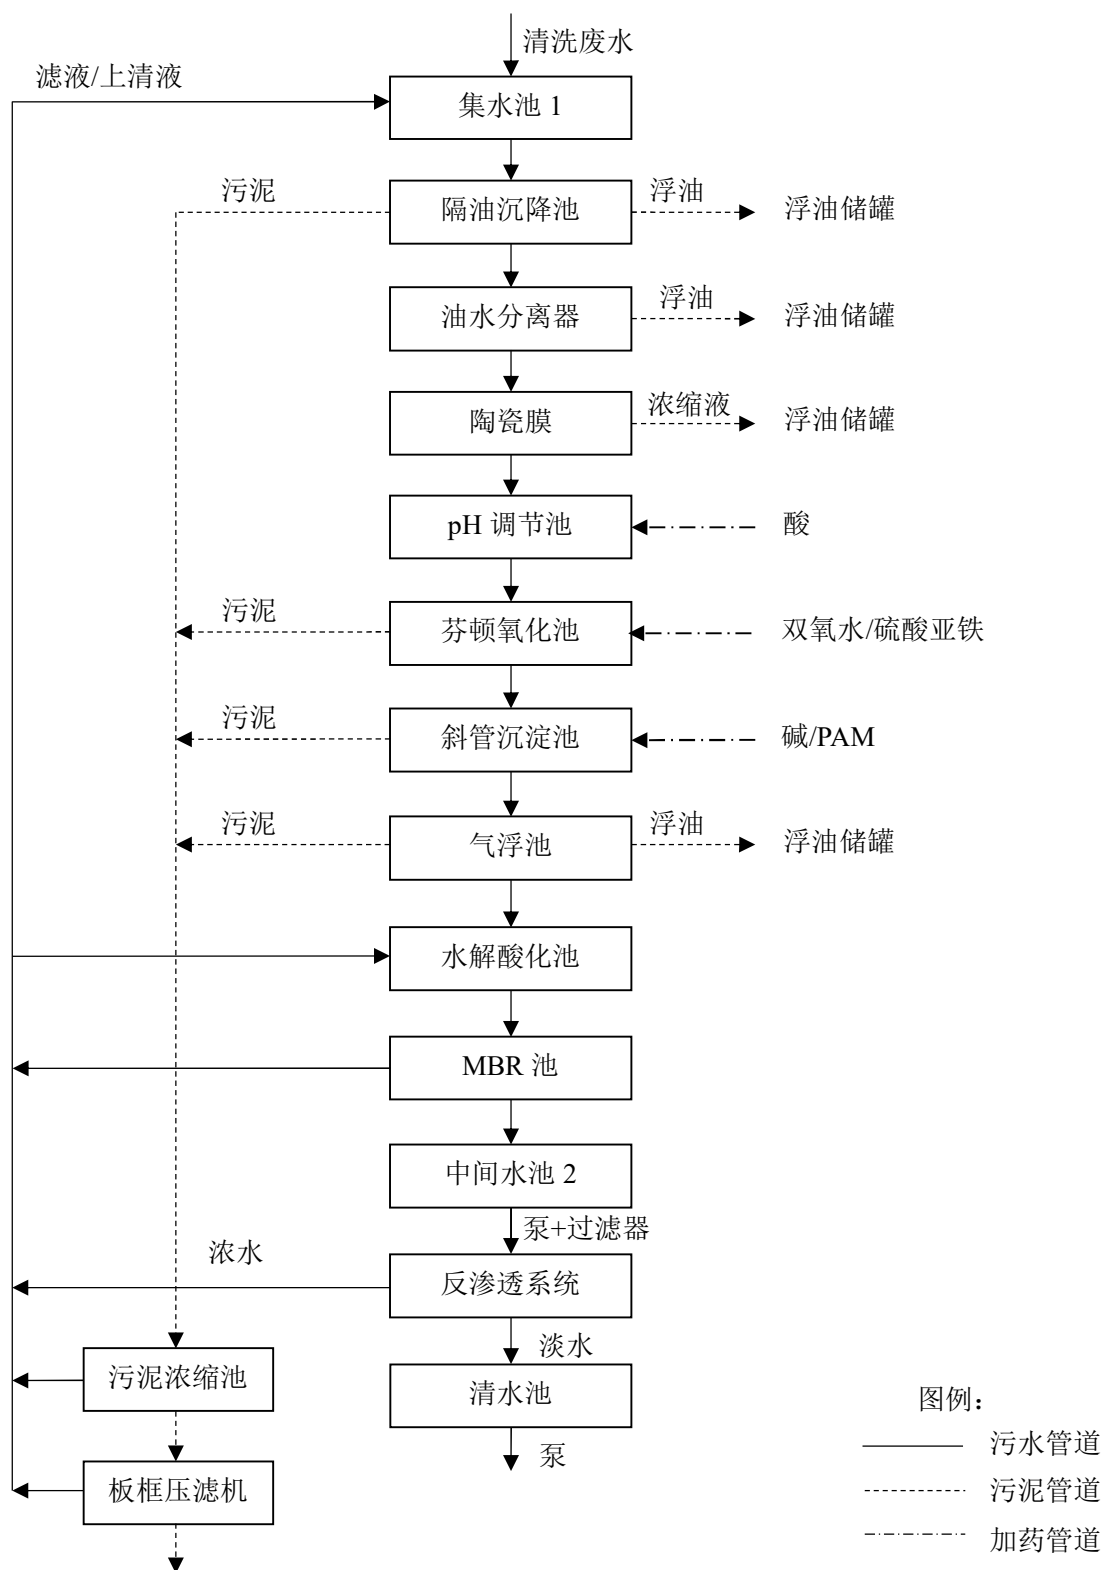 清洗废水
滤液/上清液
集水池 1
污泥
隔油沉降池
浮油
浮油储罐
油水分离器
浮油
浮油储罐
陶瓷膜
浓缩液
浮油储罐
pH 调节池
酸
污泥
芬顿氧化池
双氧水/硫酸亚铁
污泥
斜管沉淀池
碱/PAM
污泥
气浮池
浮油
浮油储罐
水解酸化池
MBR 池
中间水池 2
泵+过滤器
浓水
反渗透系统
淡水
污泥浓缩池
清水池
泵
板框压滤机
图例：
污水管道
污泥管道
加药管道